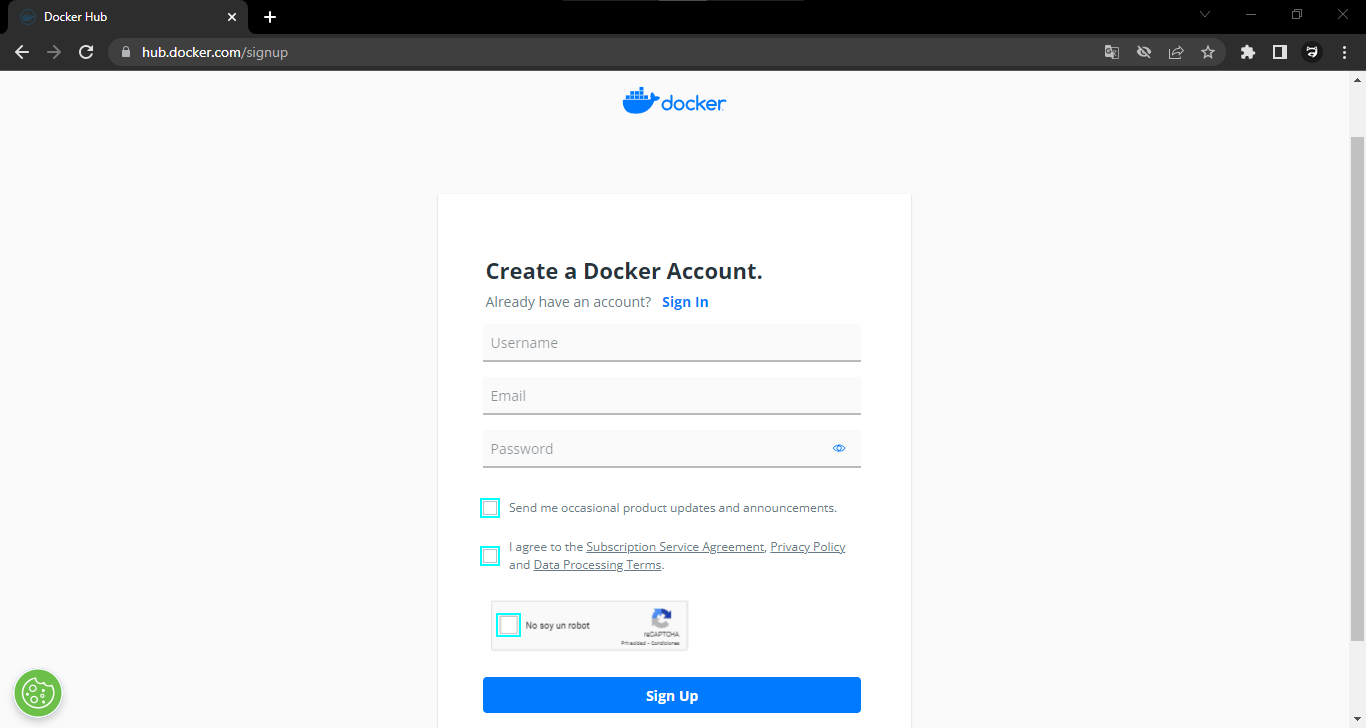 Docker Hub
hub.docker.com/signup
docker
Create a Docker Account.
Already have an account? Sign In
Username
Email
Password
Send me occasional product updates and announcements.
I agree to the Subscription Service Agreement, Privacy Policy
and Data Processing Terms.
No soy un robot
reCAPTCHA
Privacidad - Condiciones
Sign Up